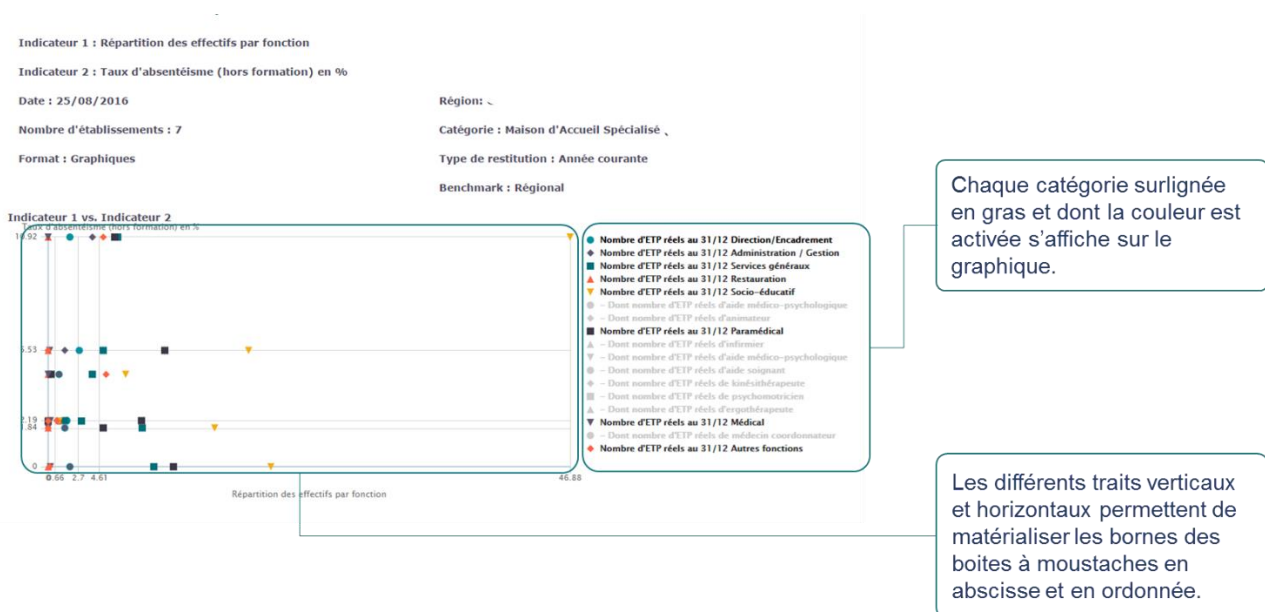 Indicateur 1 : Répartition des effectifs par fonction
Indicateur 2 : Taux d'absentéisme (hors formation) en %
Date : 25/08/2016
Région:
Nombre d'établissements : 7
Catégorie : Maison d'Accueil Spécialisé
Format : Graphiques
Type de restitution : Année courante
Benchmark : Régional
Indicateur 1 vs. Indicateur 2
Taux d'absentéisme (hors formation) en %
10.92
5.53
2.19
1.84
0
0
0.66
2.7
4.61
46.88
Répartition des effectifs par fonction
Nombre d'ETP réels au 31/12 Direction/Encadrement
Nombre d'ETP réels au 31/12 Administration / Gestion
Nombre d'ETP réels au 31/12 Services généraux
Nombre d'ETP réels au 31/12 Restauration
Nombre d'ETP réels au 31/12 Socio-éducatif
- Dont nombre d'ETP réels d'aide médico-psychologique
- Dont nombre d'ETP réels d'animateur
Nombre d'ETP réels au 31/12 Paramédical
- Dont nombre d'ETP réels d'infirmier
- Dont nombre d'ETP réels d'aide médico-psychologique
- Dont nombre d'ETP réels d'aide soignant
- Dont nombre d'ETP réels de kinésithérapeute
- Dont nombre d'ETP réels de psychomotricien
- Dont nombre d'ETP réels d'ergothérapeute
Nombre d'ETP réels au 31/12 Médical
- Dont nombre d'ETP réels de médecin coordonnateur
Nombre d'ETP réels au 31/12 Autres fonctions
Chaque catégorie surlignée
en gras et dont la couleur est
activée s'affiche sur le
graphique.
Les différents traits verticaux
et horizontaux permettent de
matérialiser les bornes des
boites à moustaches en
abscisse et en ordonnée.